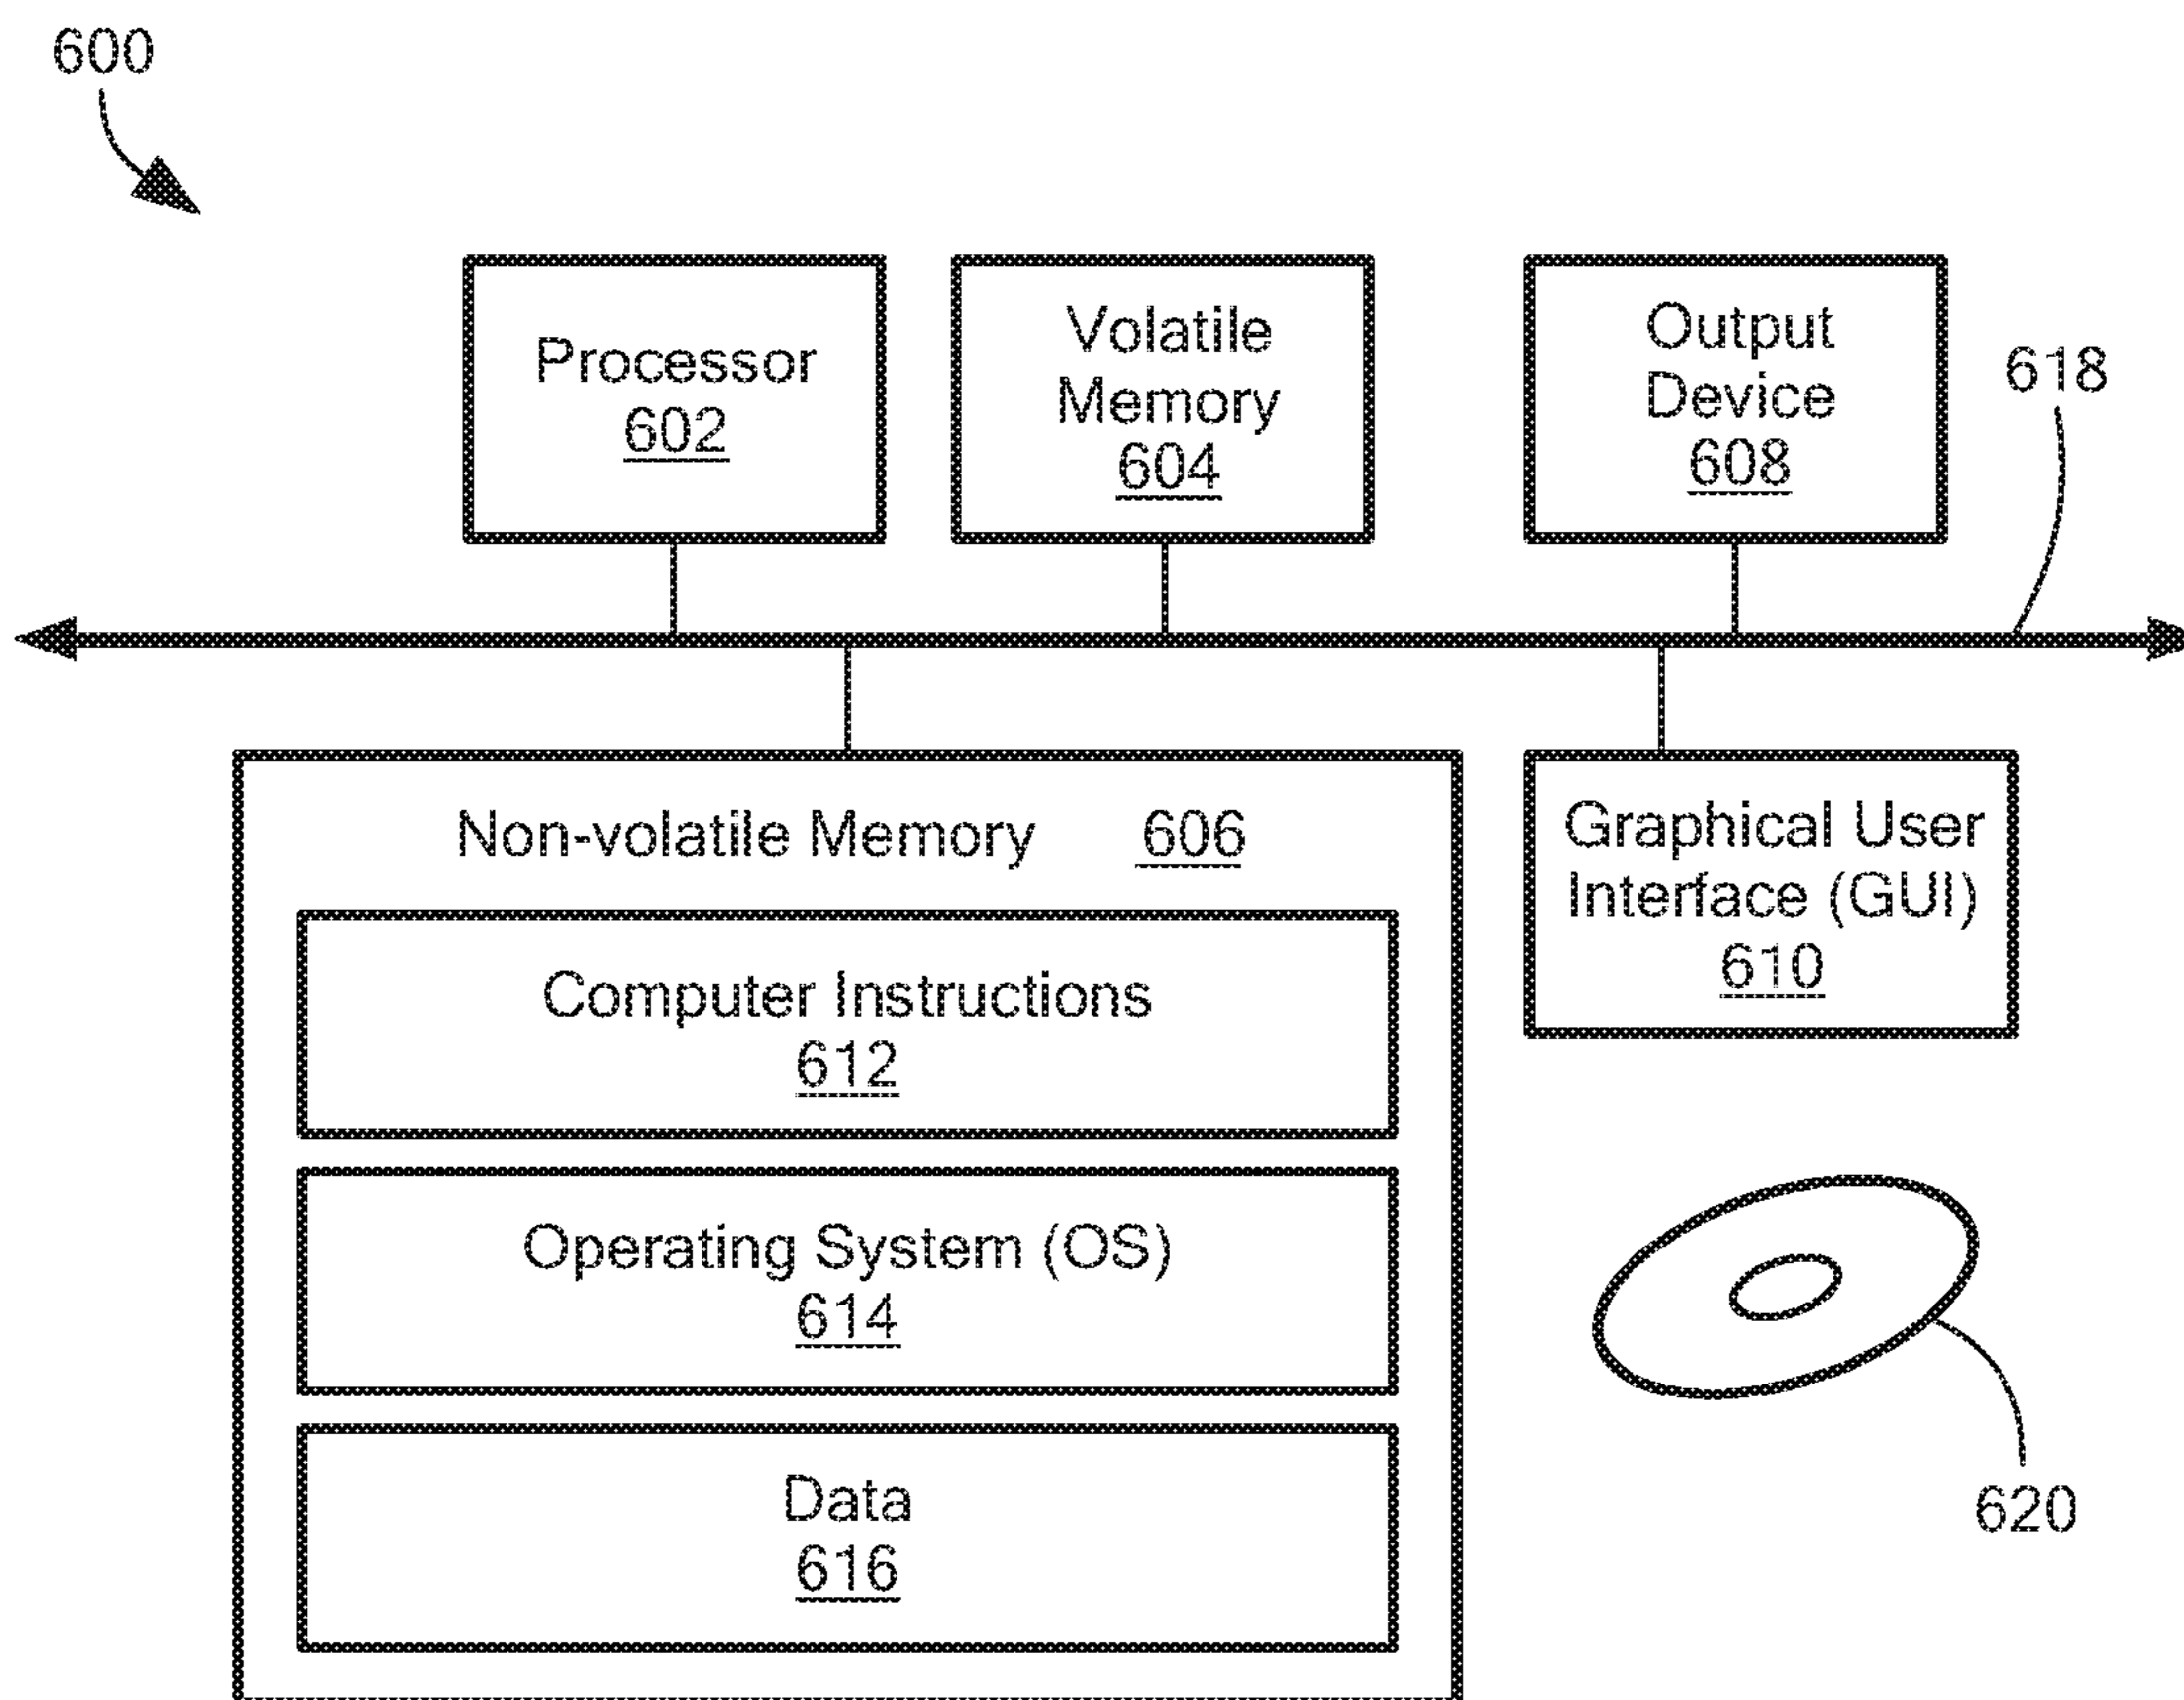 600
Processor
602
Volatile
Memory
604
Output
Device
608
618
Non-volatile Memory 606
Computer Instructions
612
Operating System (OS)
614
Data
616
Graphical User
Interface (GUI)
610
620